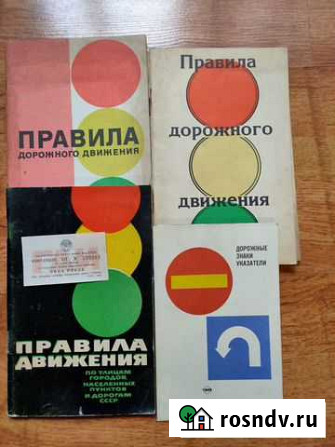 ПРАВИЛА
ДОРОЖНОГО ДВИЖЕНИЯ
Правила
дорожного
движения
ПРАВИЛА
ДВИЖЕНИЯ
ПО УЛИЦАМ
ГОРОДОВ,
НАСЕЛЕННЫХ
ПУНКТОВ
И ДОРОГАМ
СССР
ДОРОЖНЫЕ
ЗНАКИ
УКАЗАТЕЛИ
rosndv.ru